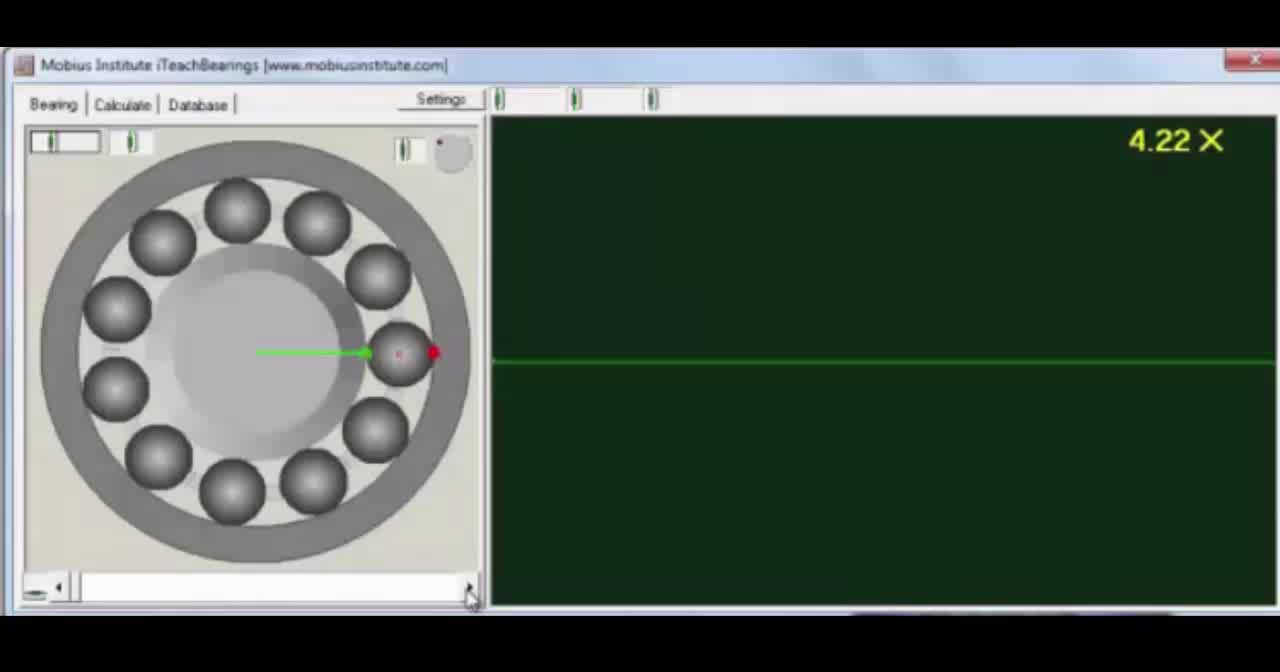 Mobius Institute iTeachBearings [www.mobiusinstitute.com]
Bearing Calculate Database Settings
4.22 X